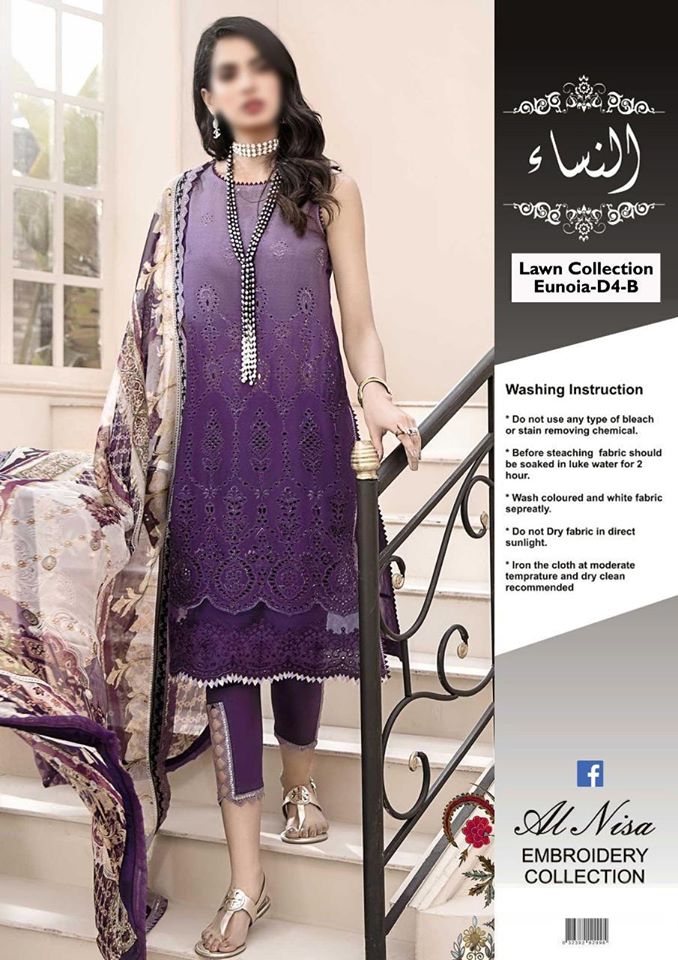 النساء
Lawn Collection
Eunoia-D4-B
Washing Instruction
* Do not use any type of bleach
or stain removing chemical.
* Before steaching fabric should
be soaked in luke water for 2
hour.
* Wash coloured and white fabric
sepreatly.
* Do not Dry fabric in direct
sunlight.
* Iron the cloth at moderate
temprature and dry clean
recommended
f
Al Nisa
EMBROIDERY
COLLECTION